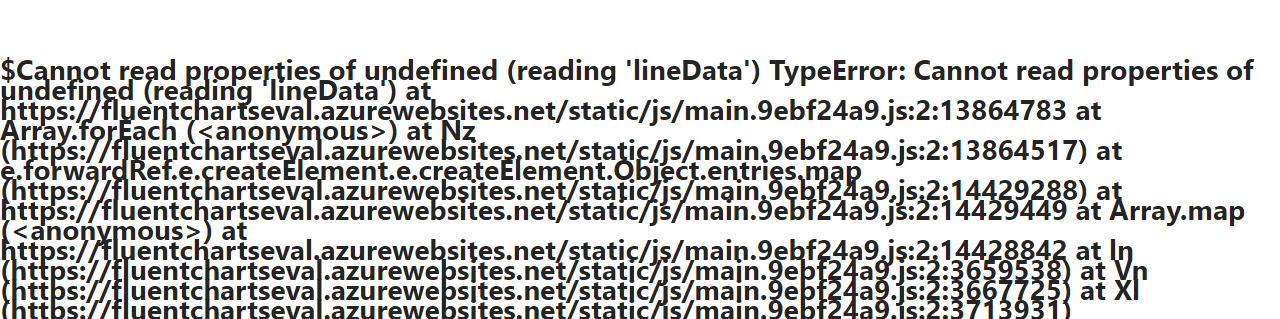 $Cannot read properties of undefined (reading 'lineData') TypeError: Cannot read properties of
undefined (reading 'lineData') at
https://fluentchartseval.azurewebsites.net/static/js/main.9ebf24a9.js:2:13864783 at
Array.forEach (<anonymous>) at Nz
(https://fluentchartseval.azurewebsites.net/static/js/main.9ebf24a9.js:2:13864517) at
e.forwardRef.e.createElement.e.createElement.Object.entries.map
(https://fluentchartseval.azurewebsites.net/static/js/main.9ebf24a9.js:2:14429288) at
https://fluentchartseval.azurewebsites.net/static/js/main.9ebf24a9.js:2:14429449 at Array.map
(<anonymous>) at
https://fluentchartseval.azurewebsites.net/static/js/main.9ebf24a9.js:2:14428842 at ln
(https://fluentchartseval.azurewebsites.net/static/js/main.9ebf24a9.js:2:3659538) at Vn
(https://fluentchartseval.azurewebsites.net/static/js/main.9ebf24a9.js:2:3667725) at Xl
(https://fluentchartseval.azurewebsites.net/static/js/main.9ebf24a9.js:2:3713931)